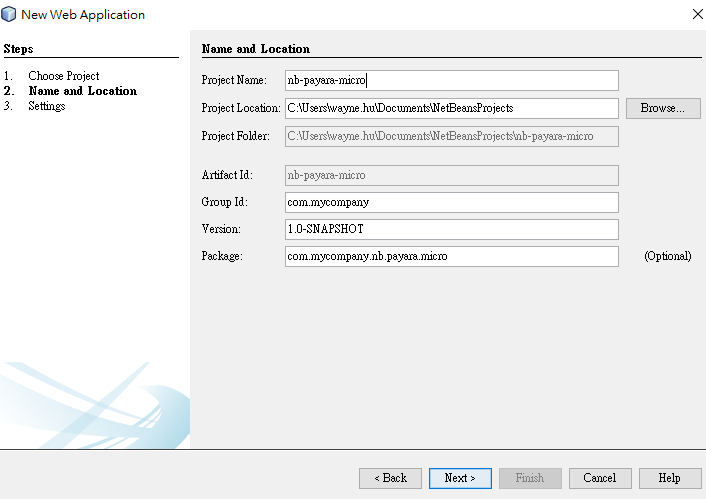 New Web Application
Steps
1. Choose Project
2. Name and Location
3. Settings
Name and Location
Project Name: nb-payara-micro
Project Location: C:\Users\wayne.hu\Documents\NetBeansProjects Browse...
Project Folder: C:\Users\wayne.hu\Documents\NetBeansProjects\nb-payara-micro
Artifact Id: nb-payara-micro
Group Id: com.mycompany
Version: 1.0-SNAPSHOT
Package: com.mycompany.nb.payara.micro (Optional)
< Back Next > Finish Cancel Help